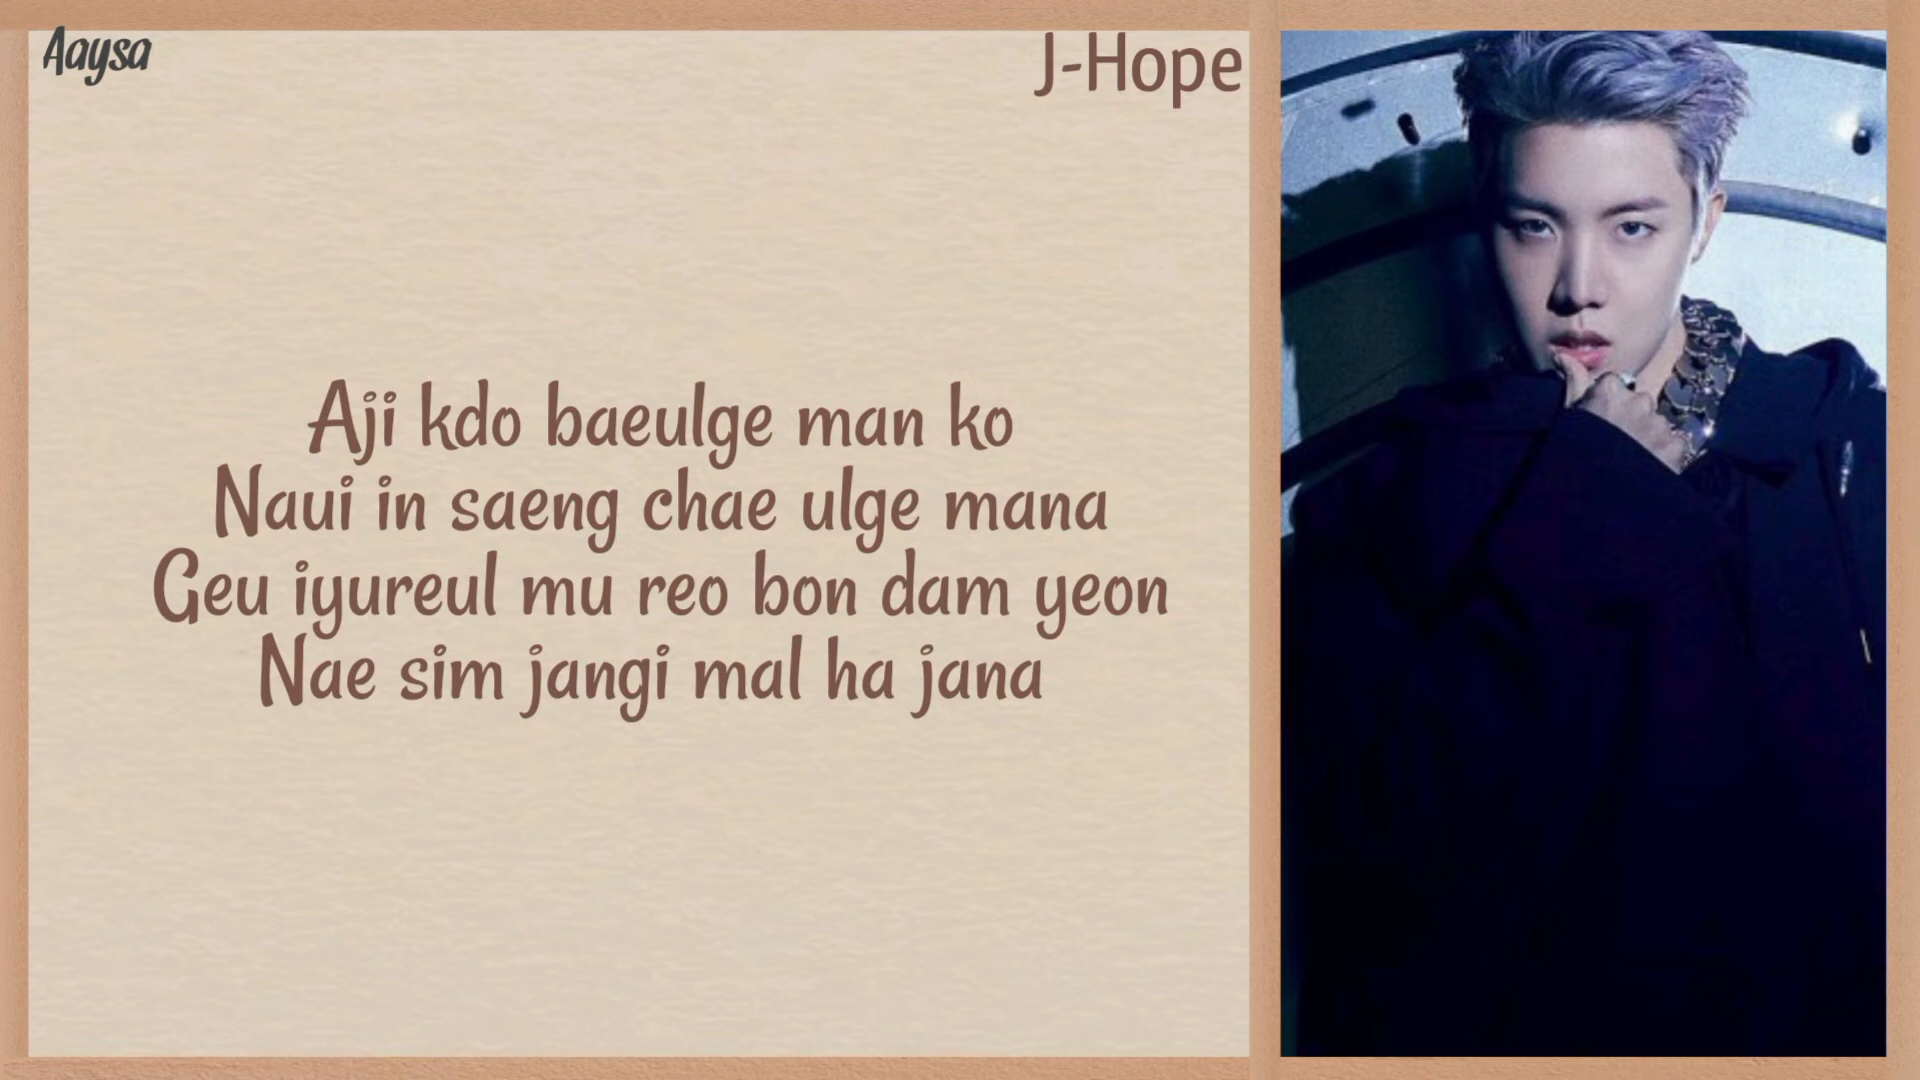 Aaysa
J-Hope
Aji kdo baeulge man ko
Naui in saeng chae ulge mana
Geu iyureul mu reo bon dam yeon
Nae sim jangi mal ha jana